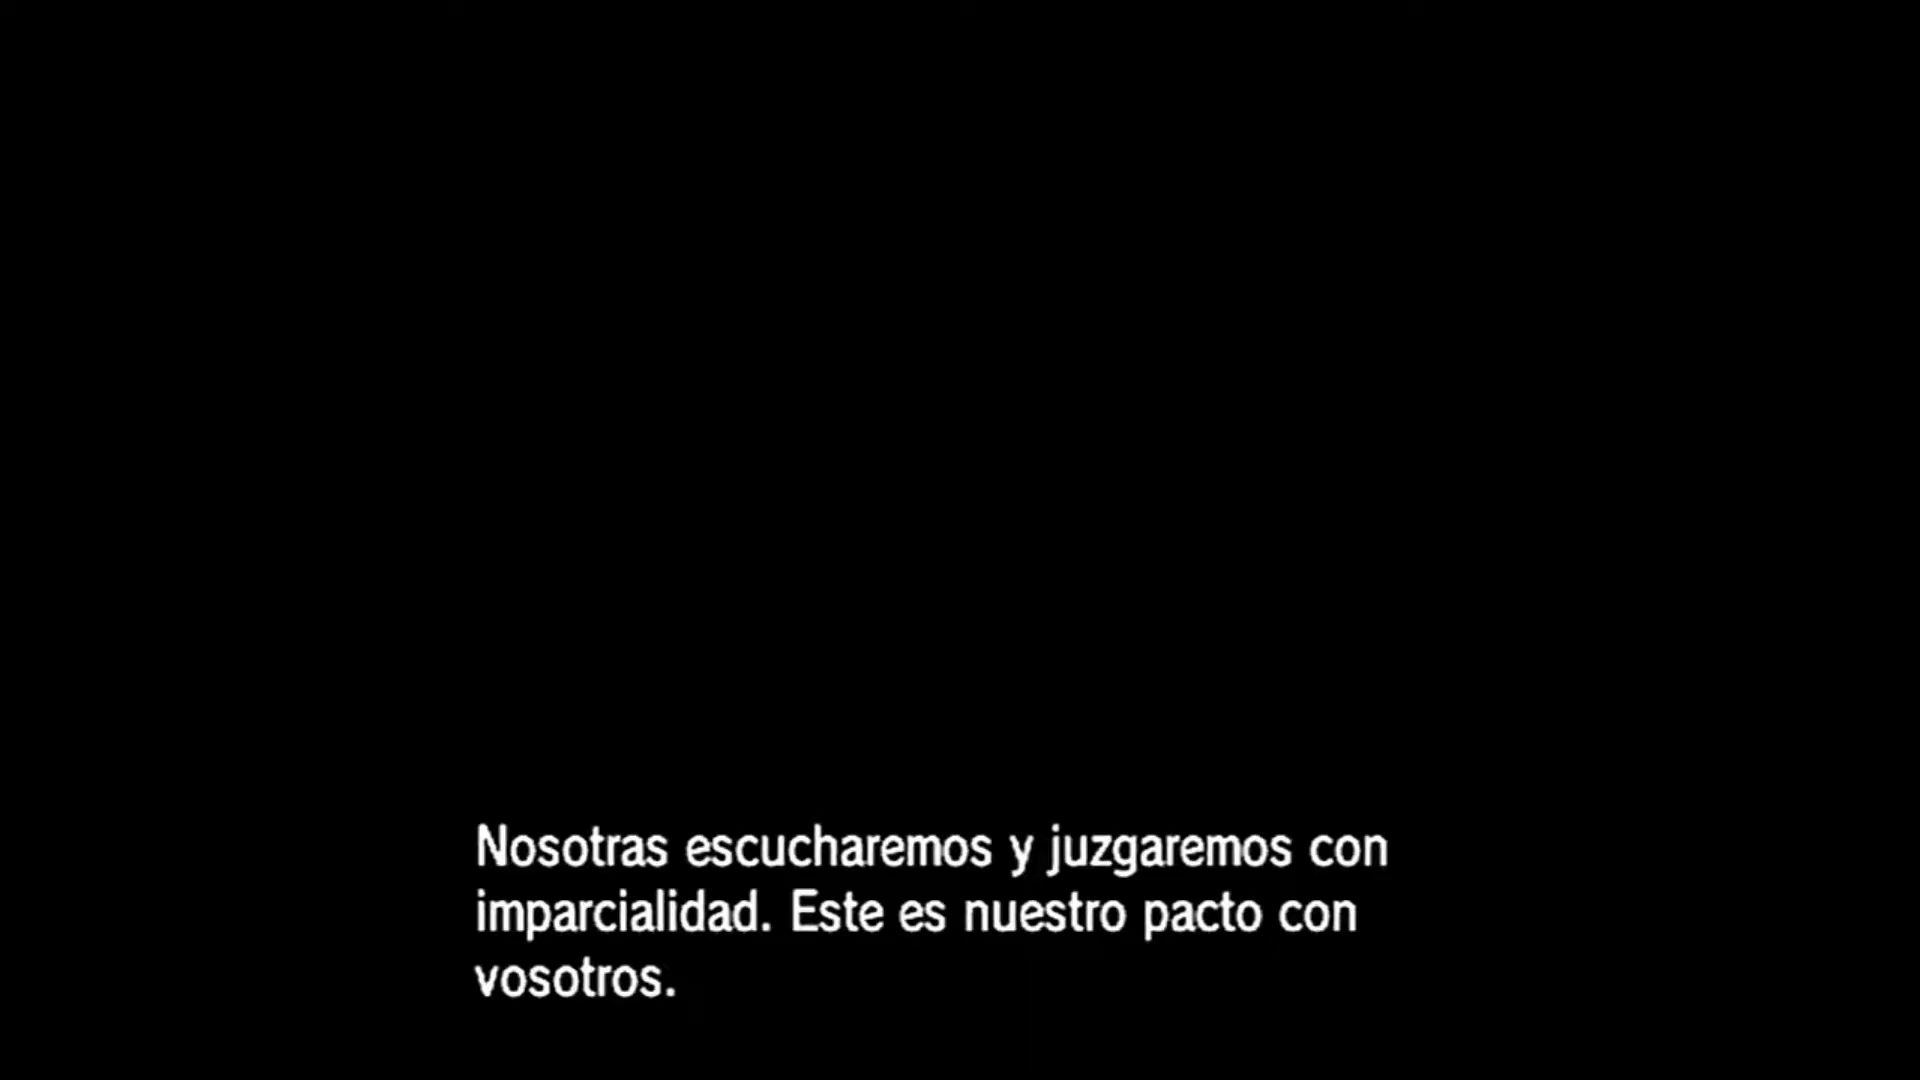 Nosotras escucharemos y juzgaremos con
imparcialidad. Este es nuestro pacto con
vosotros.